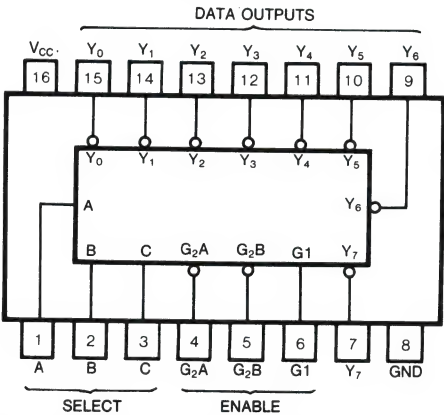 DATA OUTPUTS
VCC. Y0 Y1 Y2 Y3 Y4 Y5 Y6
16 15 14 13 12 11 10 9
Y0 Y1 Y2 Y3 Y4 Y5
A Y6
B C G2A G2B G1 Y7
1 2 3 4 5 6 7 8
A B C G2A G2B G1 Y7 GND
SELECT ENABLE